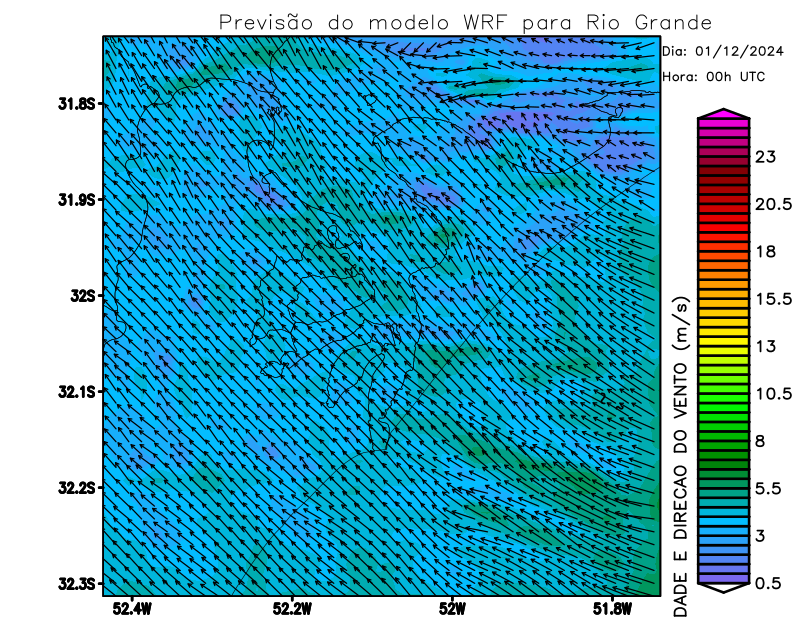 Previsão do modelo WRF para Rio Grande
Dia: 01/12/2024
Hora: 00h UTC
31.8S
31.9S
32S
32.1S
32.2S
32.3S
52.4W
52.2W
52W
51.8W
DADE E DIRECAO DO VENTO (m/s)
23
20.5
18
15.5
13
10.5
8
5.5
3
0.5